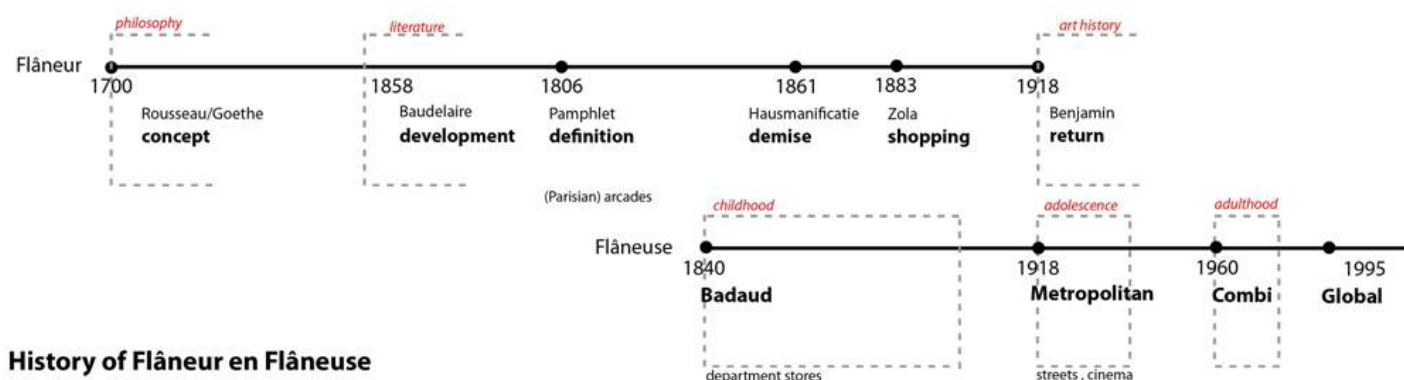 philosophy
literature
art history
Flâneur
1700
1858
1806
1861
1883
1918
Rousseau/Goethe
concept
Baudelaire
development
Pamphlet
definition
Hausmanificatie
demise
Zola
shopping
Benjamin
return
(Parisian) arcades
childhood
adolescence
adulthood
Flâneuse
1840
1918
1960
1995
Badaud
Metropolitan
Combi
Global
History of Flâneur en Flâneuse
department stores
streets , cinema